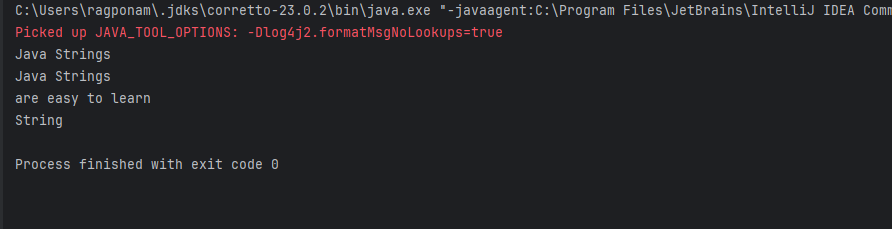 C:\Users\ragponam\.jdks\corretto-23.0.2\bin\java.exe "-javaagent:C:\Program Files\JetBrains\IntelliJ IDEA Com
Picked up JAVA_TOOL_OPTIONS: -Dlog4j2.formatMsgNoLookups=true
Java Strings
Java Strings
are easy to learn
String
Process finished with exit code 0